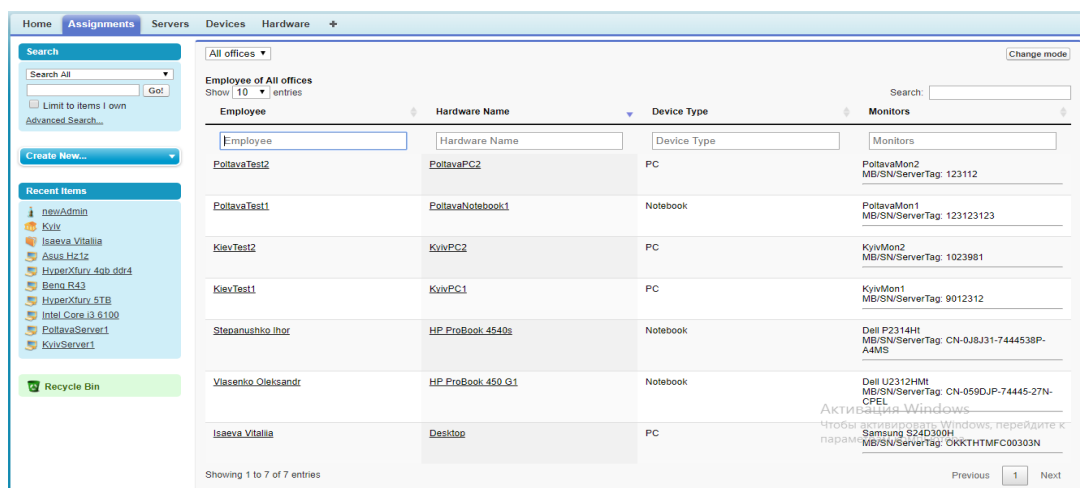 Home Assignments Servers Devices Hardware +
Search
Search All
Go!
Limit to items I own
Advanced Search...
Create New...
Recent Items
newAdmin
Kyiv
Isaeva Vitaliia
Asus Hz1z
HyperXfury 4gb ddr4
Benq R43
HyperXfury 5TB
Intel Core i3 6100
PoltavaServer1
KyivServer1
Recycle Bin
All offices
Change mode
Employee of All offices
Show 10 entries
Search:
Employee Hardware Name Device Type Monitors
Employee Hardware Name Device Type Monitors
PoltavaTest2 PoltavaPC2 PC PoltavaMon2
MB/SN/ServerTag: 123112
PoltavaTest1 PoltavaNotebook1 Notebook PoltavaMon1
MB/SN/ServerTag: 123123123
KievTest2 KyivPC2 PC KyivMon2
MB/SN/ServerTag: 1023981
KievTest1 KyivPC1 PC KyivMon1
MB/SN/ServerTag: 9012312
Stepanushko Ihor HP ProBook 4540s Notebook Dell P2314Ht
MB/SN/ServerTag: CN-0J8J31-7444538P-
A4MS
Vlasenko Oleksandr HP ProBook 450 G1 Notebook Dell U2312HMt
MB/SN/ServerTag: CN-059DJP-74445-27N-
CPEL
Активация Windows
Чтобы активировать Windows, перейдите к
Isaeva Vitaliia Desktop PC Samsung S24D300H
MB/SN/ServerTag: OKKTHTMFC00303N
Showing 1 to 7 of 7 entries
Previous 1 Next